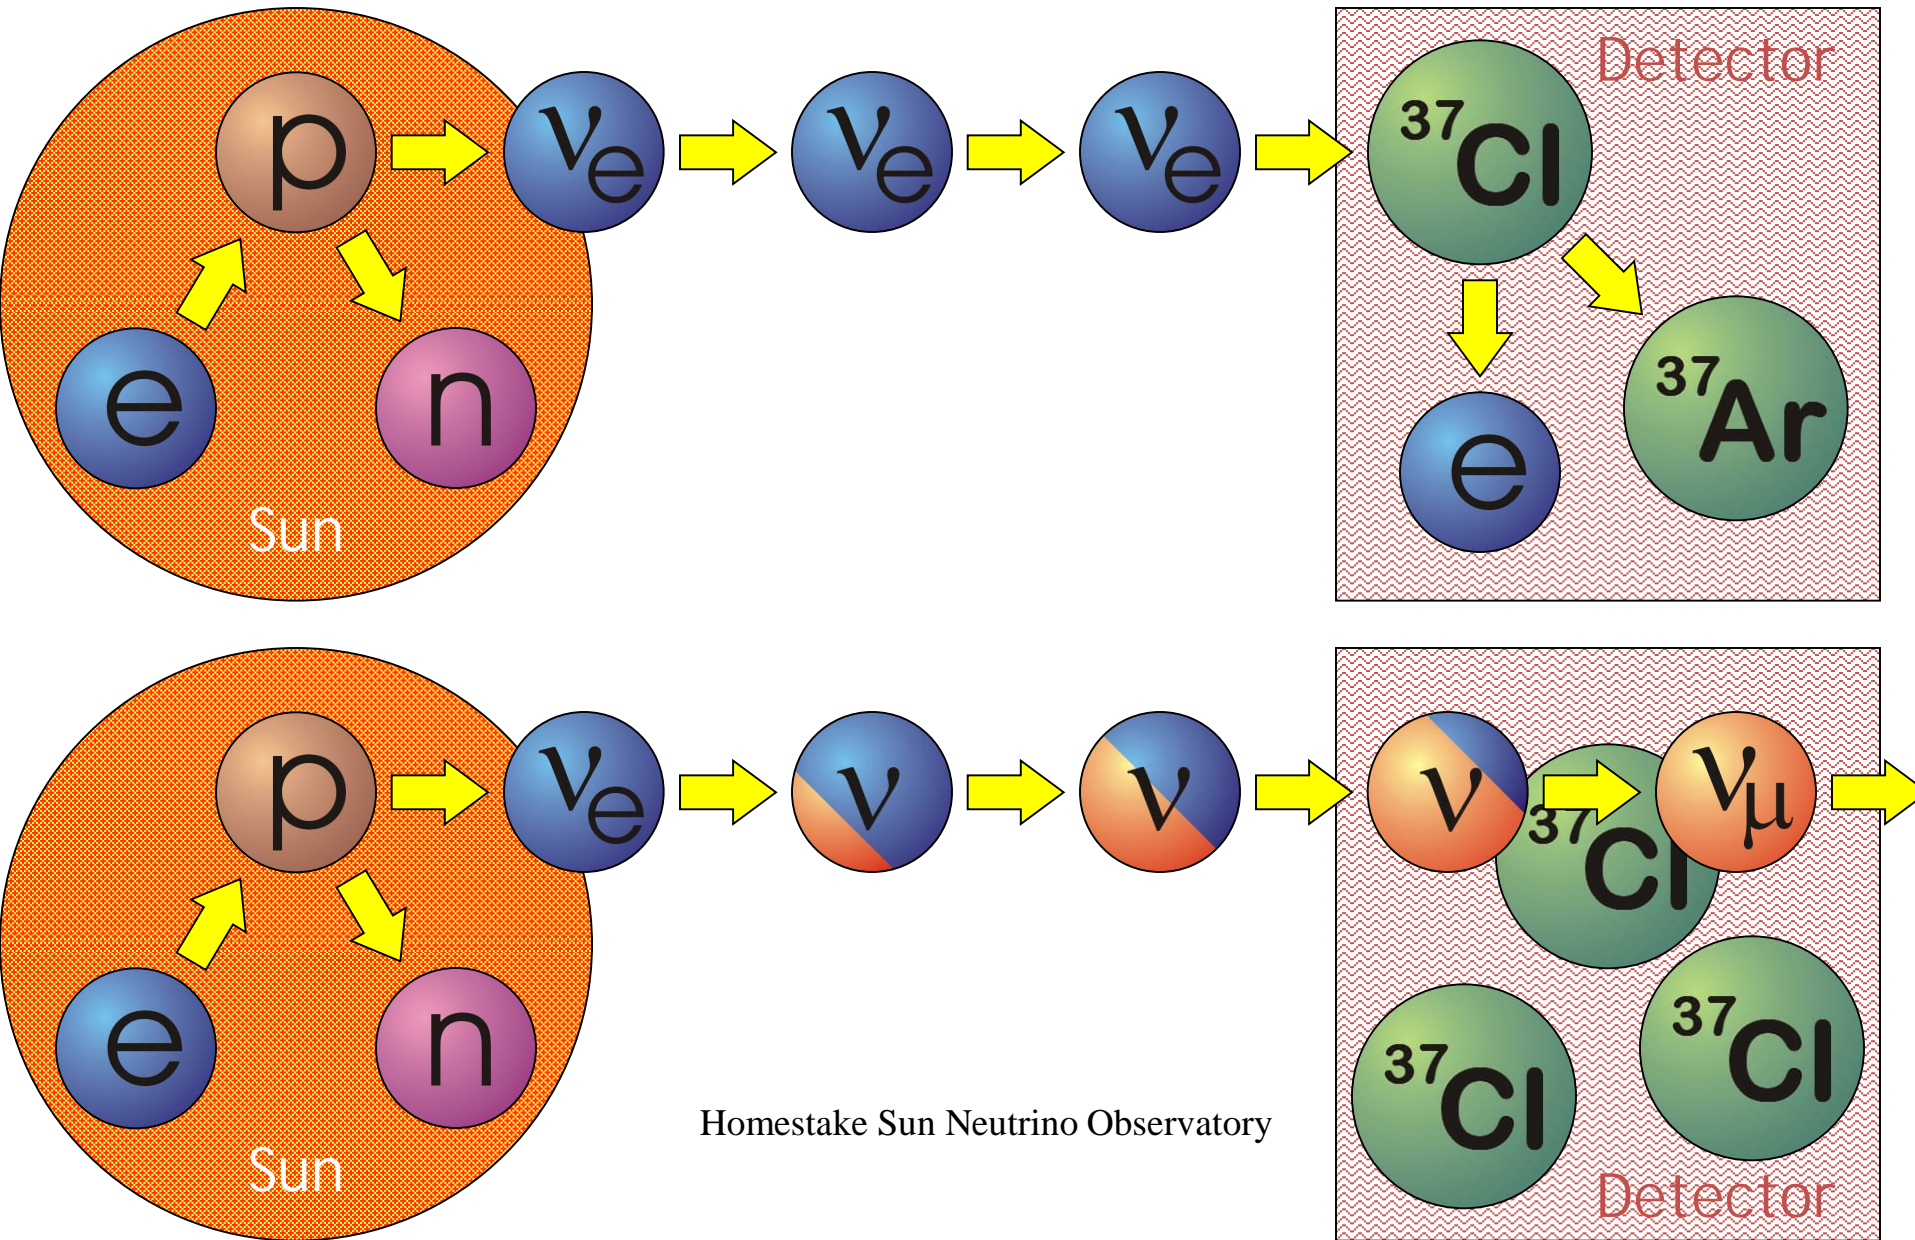 Detector
p
νe
νe
νe
37Cl
e
n
e
37Ar
Sun
p
νe
ν
ν
ν
νμ
37Cl
e
n
37Cl
37Cl
Homestake Sun Neutrino Observatory
Sun
Detector